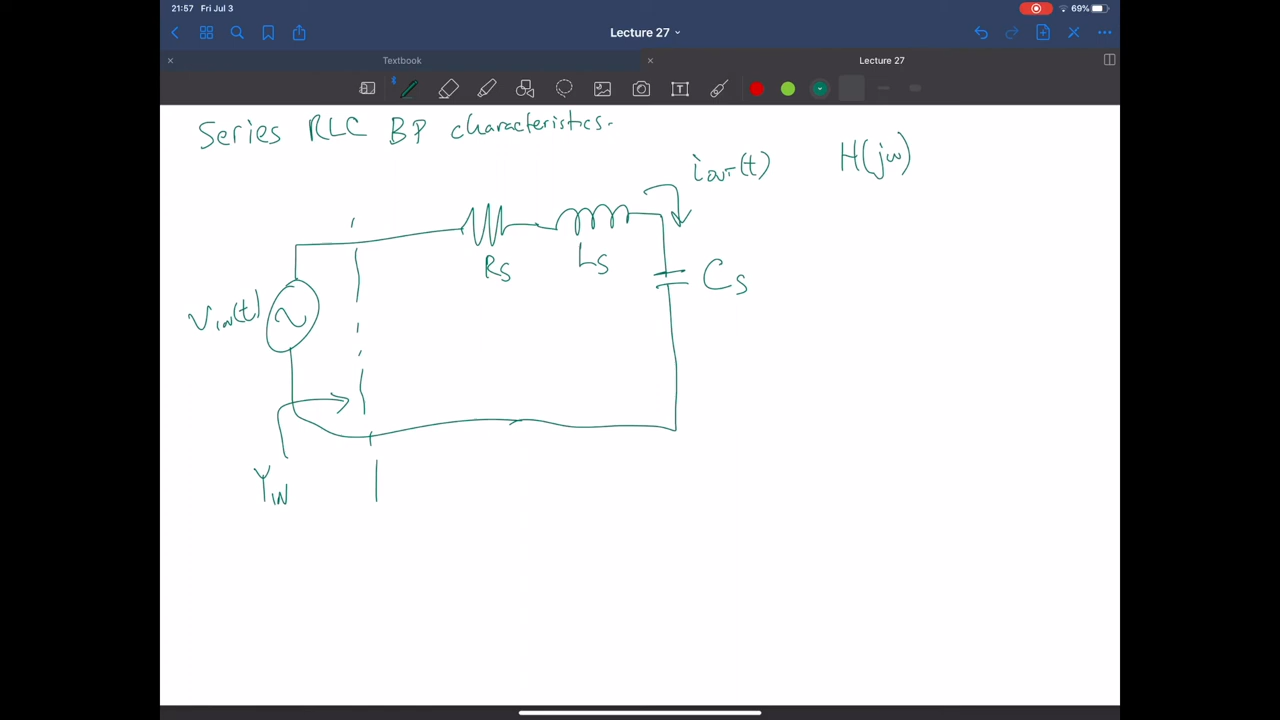 21:57 Fri Jul 3
69%
Lecture 27
Textbook
Lecture 27
T
Series RLC BP characteristics.
iout(t)
H(jω)
Rs
Ls
Cs
Vin(t)
YIN